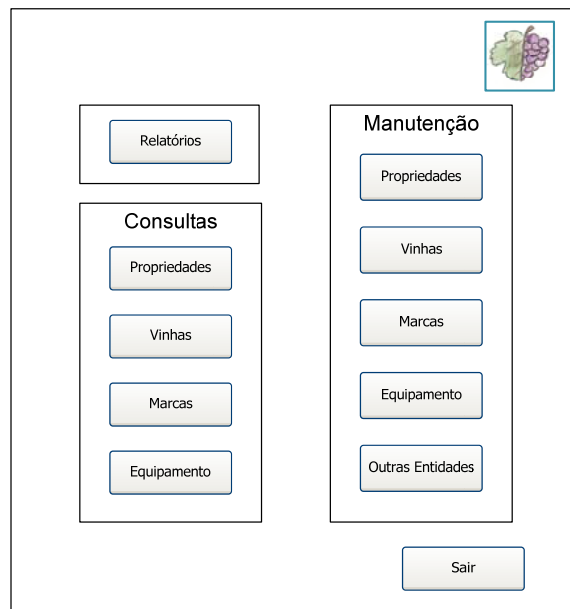 Relatórios
Consultas
Propriedades
Vinhas
Marcas
Equipamento
Manutenção
Propriedades
Vinhas
Marcas
Equipamento
Outras Entidades
Sair